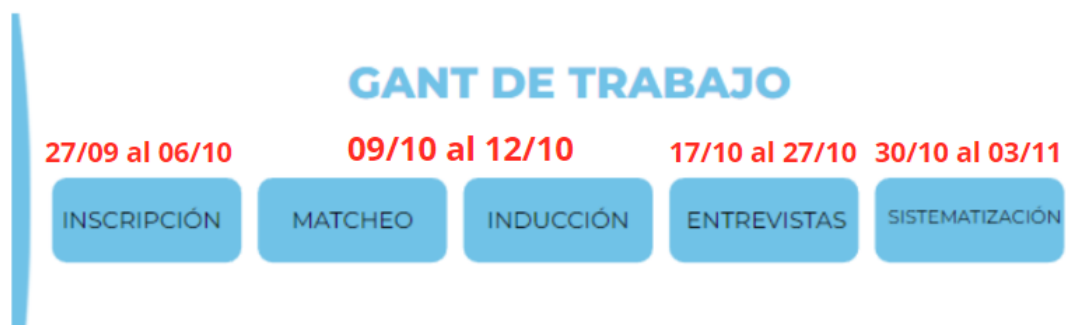 GANT DE TRABAJO
27/09 al 06/10 09/10 al 12/10 17/10 al 27/10 30/10 al 03/11
INSCRIPCIÓN MATCHEO INDUCCIÓN ENTREVISTAS SISTEMATIZACIÓN